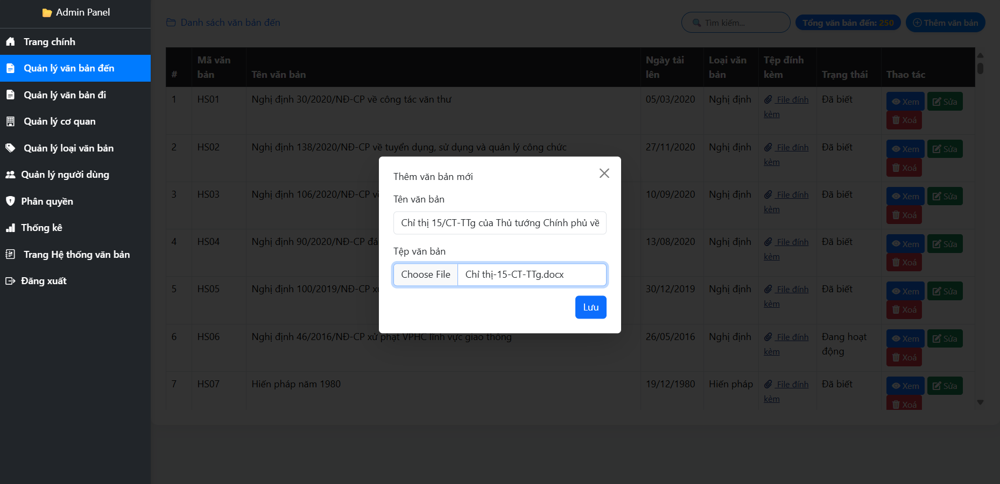 Admin Panel
Trang chính
Quản lý văn bản đến
Quản lý văn bản đi
Quản lý cơ quan
Quản lý loại văn bản
Quản lý người dùng
Phân quyền
Thống kê
Trang Hệ thống văn bản
Đăng xuất
Danh sách văn bản đến
Tìm kiếm...
Tổng văn bản đến: 250
Thêm văn bản
# Mã văn bản Tên văn bản Ngày tải lên Loại văn bản Tệp đính kèm Trạng thái Thao tác
1 HS01 Nghị định 30/2020/NĐ-CP về công tác văn thư 05/03/2020 Nghị định File đính kèm Đã biết Xem Sửa Xoá
2 HS02 Nghị định 138/2020/NĐ-CP về tuyển dụng, sử dụng và quản lý công chức 27/11/2020 Nghị định File đính kèm Đã biết Xem Sửa Xoá
3 HS03 Nghị định 106/2020/NĐ-CP 10/09/2020 Nghị định File đính kèm Đã biết Xem Sửa Xoá
4 HS04 Nghị định 90/2020/NĐ-CP 13/08/2020 Nghị định File đính kèm Đã biết Xem Sửa Xoá
5 HS05 Nghị định 100/2019/NĐ-CP 30/12/2019 Nghị định File đính kèm Đã biết Xem Sửa Xoá
6 HS06 Nghị định 46/2016/NĐ-CP xử phạt VPHC lĩnh vực giao thông 26/05/2016 Nghị định File đính kèm Đang hoạt động Xem Sửa Xoá
7 HS07 Hiến pháp năm 1980 19/12/1980 Hiến pháp File đính kèm Đã biết Xem Sửa Xoá
Thêm văn bản mới
Tên văn bản
Chỉ thị 15/CT-TTg của Thủ tướng Chính phủ về
Tệp văn bản
Choose File Chỉ thị-15-CT-TTg.docx
Lưu